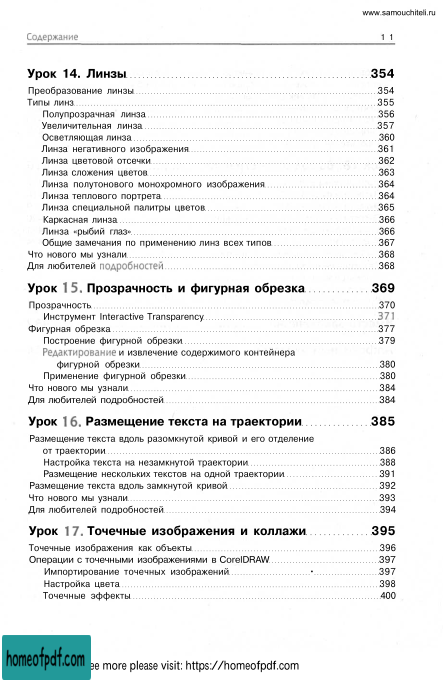 www.samouchiteli.ru
Содержание 11
Урок 14. Линзы 354
Преобразование линзы 354
Типы линз 355
Полупрозрачная линза 356
Увеличительная линза 357
Осветляющая линза 360
Линза негативного изображения 361
Линза цветовой отсечки 362
Линза сложения цветов 363
Линза полутонового монохромного изображения 364
Линза теплового портрета 364
Линза специальной палитры цветов 365
Каркасная линза 366
Линза «рыбий глаз» 366
Общие замечания по применению линз всех типов 367
Что нового мы узнали 368
Для любителей подробностей 368
Урок 15. Прозрачность и фигурная обрезка 369
Прозрачность 370
Инструмент Interactive Transparency 371
Фигурная обрезка 377
Построение фигурной обрезки 379
Редактирование и извлечение содержимого контейнера
фигурной обрезки 380
Применение фигурной обрезки 380
Что нового мы узнали 384
Для любителей подробностей 384
Урок 16. Размещение текста на траектории 385
Размещение текста вдоль разомкнутой кривой и его отделение
от траектории 386
Настройка текста на незамкнутой траектории 388
Размещение нескольких текстов на одной траектории 391
Размещение текста вдоль замкнутой кривой 392
Что нового мы узнали 393
Для любителей подробностей 394
Урок 17. Точечные изображения и коллажи 395
Точечные изображения как объекты 396
Операции с точечными изображениями в CorelDRAW 397
Импортирование точечных изображений 397
Настройка цвета 398
Точечные эффекты 400
homeofpdf.com
ee more please visit: https://homeofpdf.com